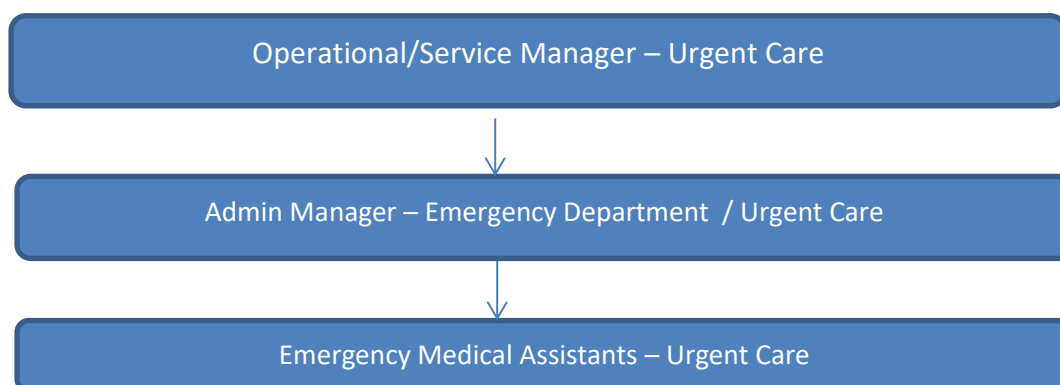 Operational/Service Manager – Urgent Care
Admin Manager – Emergency Department / Urgent Care
Emergency Medical Assistants – Urgent Care